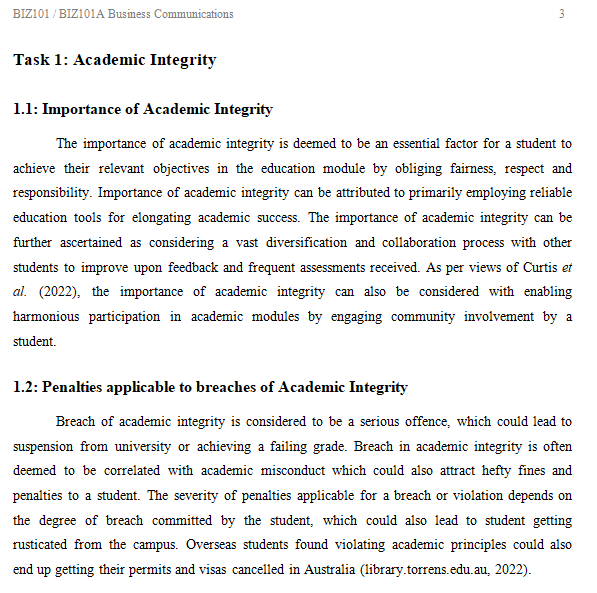 BIZ101 / BIZ101A Business Communications 3
Task 1: Academic Integrity
1.1: Importance of Academic Integrity
The importance of academic integrity is deemed to be an essential factor for a student to
achieve their relevant objectives in the education module by obliging fairness, respect and
responsibility. Importance of academic integrity can be attributed to primarily employing reliable
education tools for elongating academic success. The importance of academic integrity can be
further ascertained as considering a vast diversification and collaboration process with other
students to improve upon feedback and frequent assessments received. As per views of Curtis et
al. (2022), the importance of academic integrity can also be considered with enabling
harmonious participation in academic modules by engaging community involvement by a
student.
1.2: Penalties applicable to breaches of Academic Integrity
Breach of academic integrity is considered to be a serious offence, which could lead to
suspension from university or achieving a failing grade. Breach in academic integrity is often
deemed to be correlated with academic misconduct which could also attract hefty fines and
penalties to a student. The severity of penalties applicable for a breach or violation depends on
the degree of breach committed by the student, which could also lead to student getting
rusticated from the campus. Overseas students found violating academic principles could also
end up getting their permits and visas cancelled in Australia (library.torrens.edu.au, 2022).